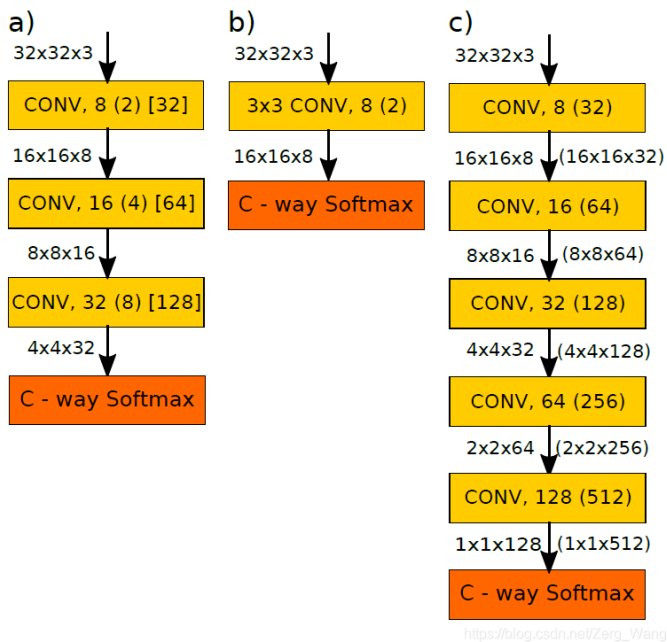 a)
32x32x3
CONV, 8 (2) [32]
16x16x8
CONV, 16 (4) [64]
8x8x16
CONV, 32 (8) [128]
4x4x32
C - way Softmax
b)
32x32x3
3x3 CONV, 8 (2)
16x16x8
C - way Softmax
c)
32x32x3
CONV, 8 (32)
16x16x8 (16x16x32)
CONV, 16 (64)
8x8x16 (8x8x64)
CONV, 32 (128)
4x4x32 (4x4x128)
CONV, 64 (256)
2x2x64 (2x2x256)
CONV, 128 (512)
1x1x128 (1x1x512)
C - way Softmax
https://blog.csdn.net/Zerg_Wang